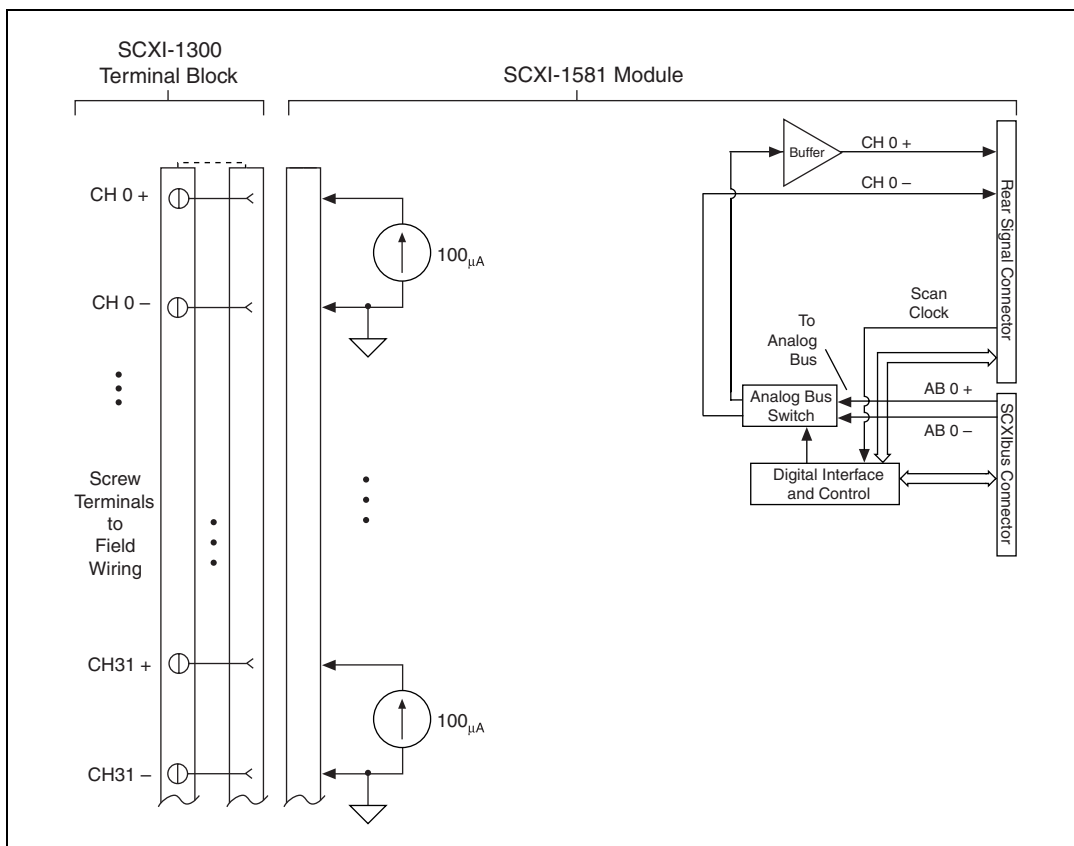 SCXI-1300
Terminal Block
SCXI-1581 Module
CH 0 +
CH 0 –
Screw
Terminals
to
Field
Wiring
CH31 +
CH31 –
100µA
100µA
Buffer
CH 0 +
CH 0 –
Rear Signal Connector
Scan
Clock
To
Analog
Bus
Analog Bus
Switch
AB 0 +
AB 0 –
Digital Interface
and Control
SCXIbus Connector